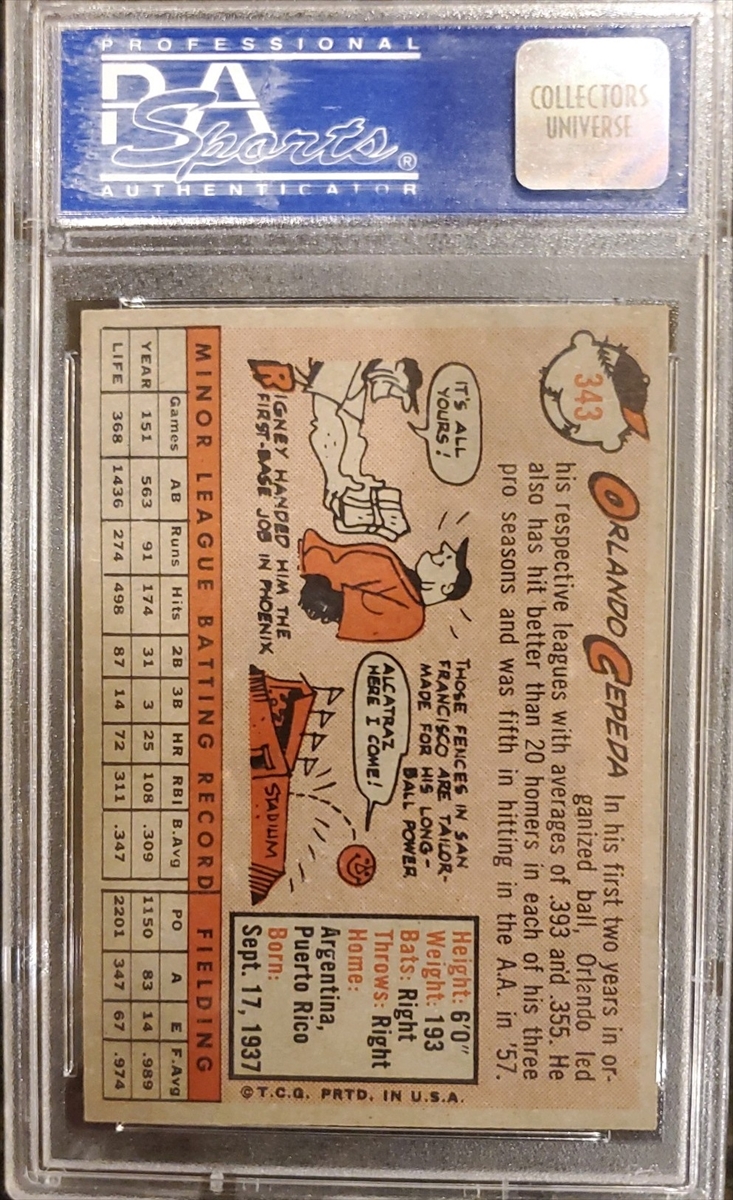 PROFESSIONAL
PSA
Sports®
AUTHENTICATOR
COLLECTORS
UNIVERSE
343
ORLANDO CEPEDA In his first two years in or-
ganized ball, Orlando led
his respective leagues with averages of .393 and .355. He
also has hit better than 20 homers in each of his three
pro seasons and was fifth in hitting in the A.A. in '57.
IT'S ALL
YOURS!
RIGNEY HANDED HIM THE
FIRST-BASE JOB IN PHOENIX
THOSE FENCES IN SAN
FRANCISCO ARE TAILOR-
MADE FOR HIS LONG-
BALL POWER
ALCATRAZ
HERE I COME!
STADIUM
Height: 6'0"
Weight: 193
Bats: Right
Throws: Right
Home:
Argentina,
Puerto Rico
Born:
Sept. 17, 1937
©T.C.G. PRTD. IN U.S.A.
MINOR LEAGUE BATTING RECORD FIELDING
Games AB Runs Hits 2B 3B HR RBI B.Avg PO A E F.Avg
YEAR 151 563 91 174 31 3 25 108 .309 1150 83 14 .989
LIFE 368 1436 274 498 87 14 72 311 .347 2201 347 67 .974